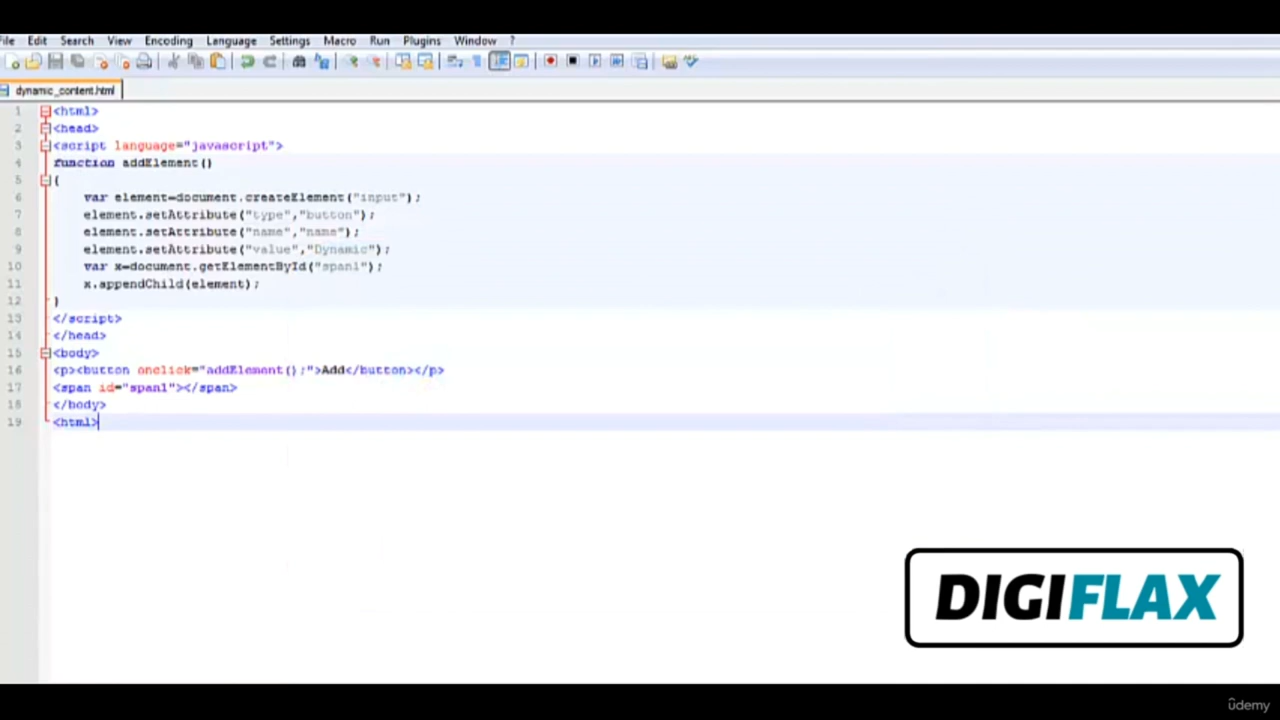 File Edit Search View Encoding Language Settings Macro Run Plugins Window ?
dynamic_content.html
1 <html>
2 <head>
3 <script language="javascript">
4 function addElement()
5 {
6 var element=document.createElement("input");
7 element.setAttribute("type","button");
8 element.setAttribute("name","name");
9 element.setAttribute("value","Dynamic");
10 var x=document.getElementById("span1");
11 x.appendChild(element);
12 }
13 </script>
14 </head>
15 <body>
16 <p><button onclick="addElement();">Add</button></p>
17 <span id="span1"></span>
18 </body>
19 <html>
DIGIFLAX
ûdemy